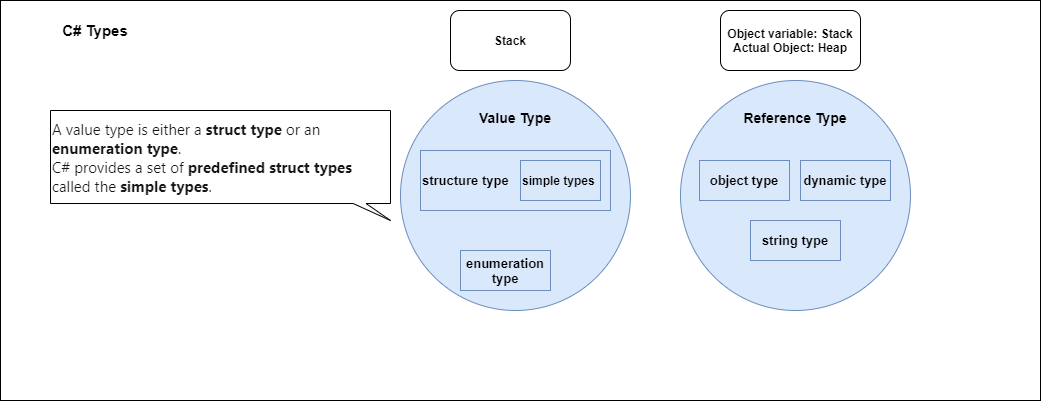 C# Types
Stack
Object variable: Stack
Actual Object: Heap
A value type is either a struct type or an
enumeration type.
C# provides a set of predefined struct types
called the simple types.
Value Type
structure type
simple types
enumeration
type
Reference Type
object type
dynamic type
string type